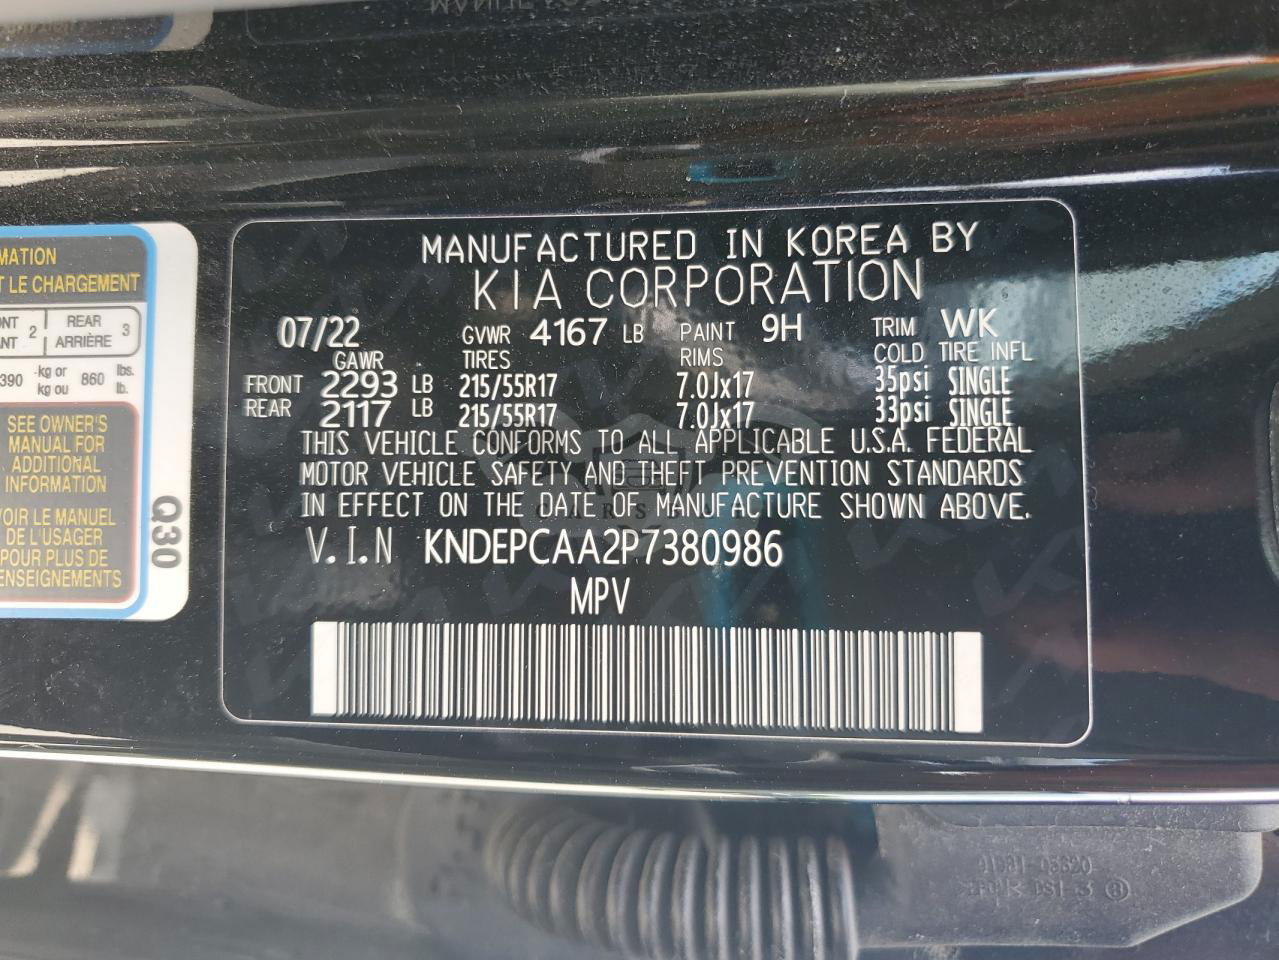 MANUFACTURED IN KOREA BY
KIA CORPORATION
07/22 GVWR 4167 LB PAINT 9H TRIM WK
GAWR TIRES RIMS COLD TIRE INFL
FRONT 2293 LB 215/55R17 7.0Jx17 35psi SINGLE
REAR 2117 LB 215/55R17 7.0Jx17 33psi SINGLE
THIS VEHICLE CONFORMS TO ALL APPLICABLE U.S.A. FEDERAL
MOTOR VEHICLE SAFETY AND THEFT PREVENTION STANDARDS
IN EFFECT ON THE DATE OF MANUFACTURE SHOWN ABOVE.
V.I.N KNDEPCAA2P7380986
MPV
MATION
T LE CHARGEMENT
NT 2 REAR 3
ANT ARRIÈRE
390 kg or 860 lbs.
kg ou lb.
SEE OWNER'S
MANUAL FOR
ADDITIONAL
INFORMATION
VOIR LE MANUEL
DE L'USAGER
POUR PLUS DE
ENSEIGNEMENTS
Q30